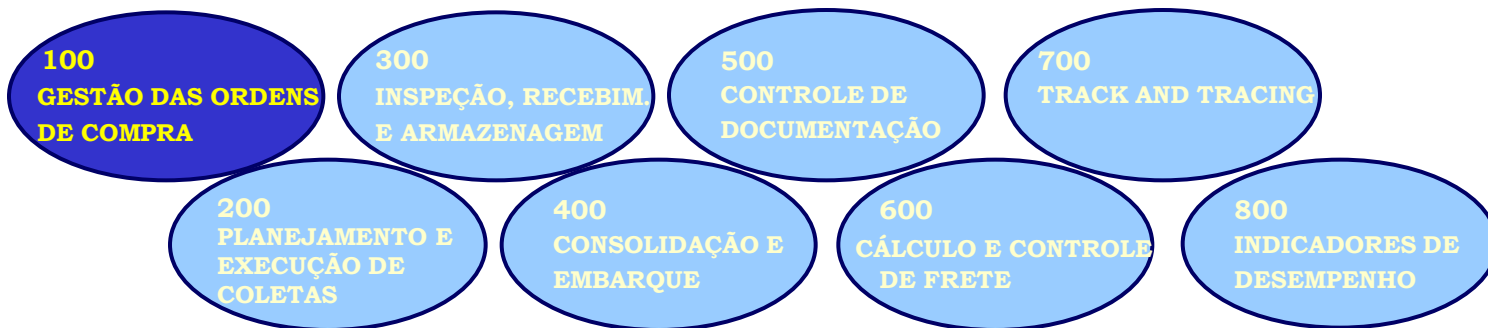 100
GESTÃO DAS ORDENS
DE COMPRA
200
PLANEJAMENTO E
EXECUÇÃO DE
COLETAS
300
INSPEÇÃO, RECEBIM.
E ARMAZENAGEM
400
CONSOLIDAÇÃO E
EMBARQUE
500
CONTROLE DE
DOCUMENTAÇÃO
600
CÁLCULO E CONTROLE
DE FRETE
700
TRACK AND TRACING
800
INDICADORES DE
DESEMPENHO